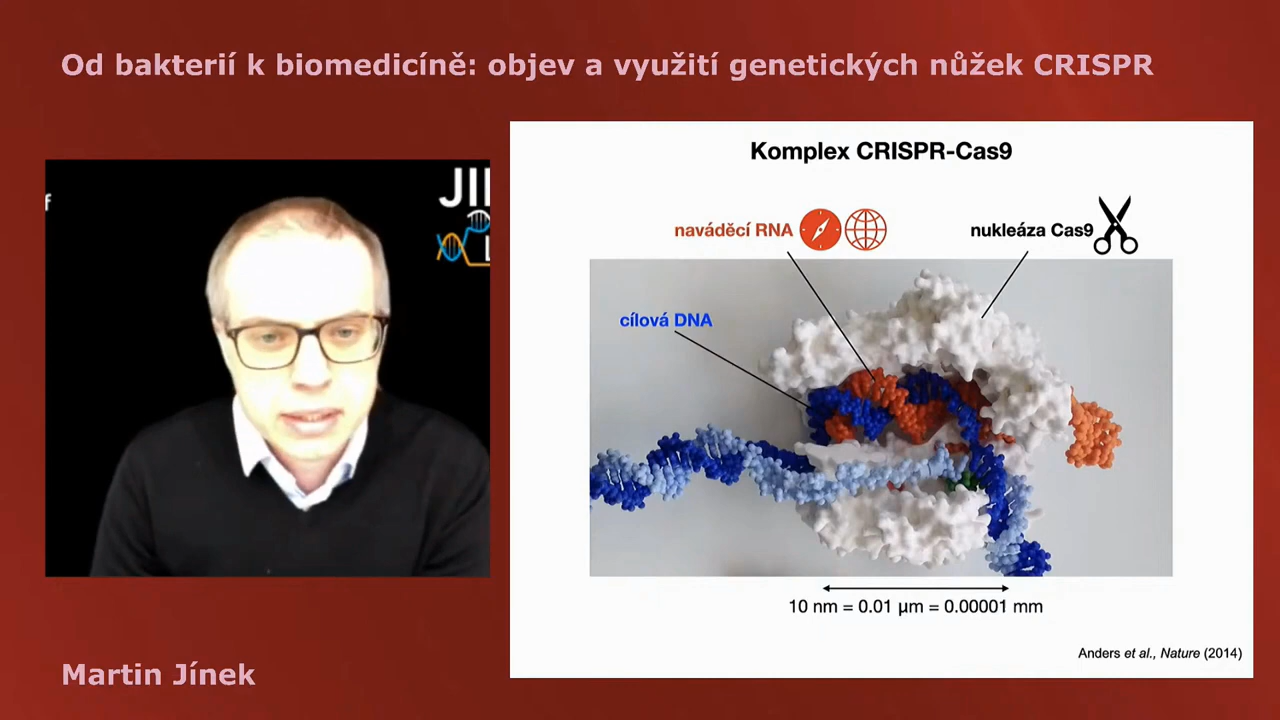 Od bakterií k biomedicíně: objev a využití genetických nůžek CRISPR
Komplex CRISPR-Cas9
naváděcí RNA
nukleáza Cas9
cílová DNA
10 nm = 0.01 µm = 0.00001 mm
Anders et al., Nature (2014)
Martin Jínek